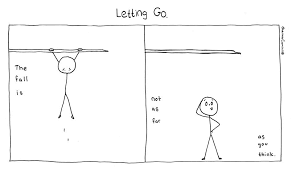 Letting Go.
The
fall
is
not
as
far
as
you
think.